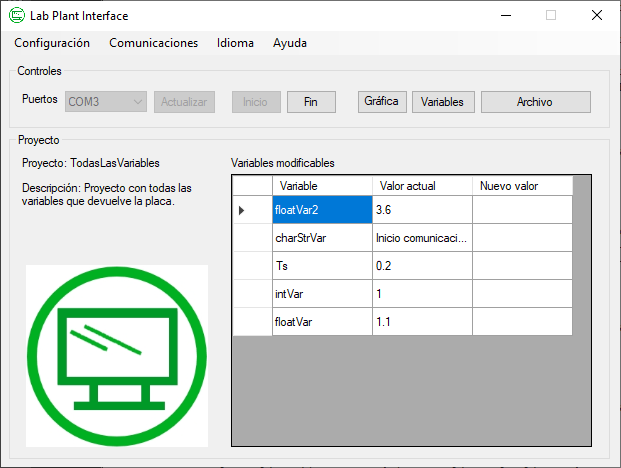 Lab Plant Interface
Configuración Comunicaciones Idioma Ayuda
Controles
Puertos COM3 Actualizar Inicio Fin Gráfica Variables Archivo
Proyecto
Proyecto: TodasLasVariables
Descripción: Proyecto con todas las
variables que devuelve la placa.
Variables modificables
Variable Valor actual Nuevo valor
floatVar2 3.6
charStrVar Inicio comunicaci...
Ts 0.2
intVar 1
floatVar 1.1